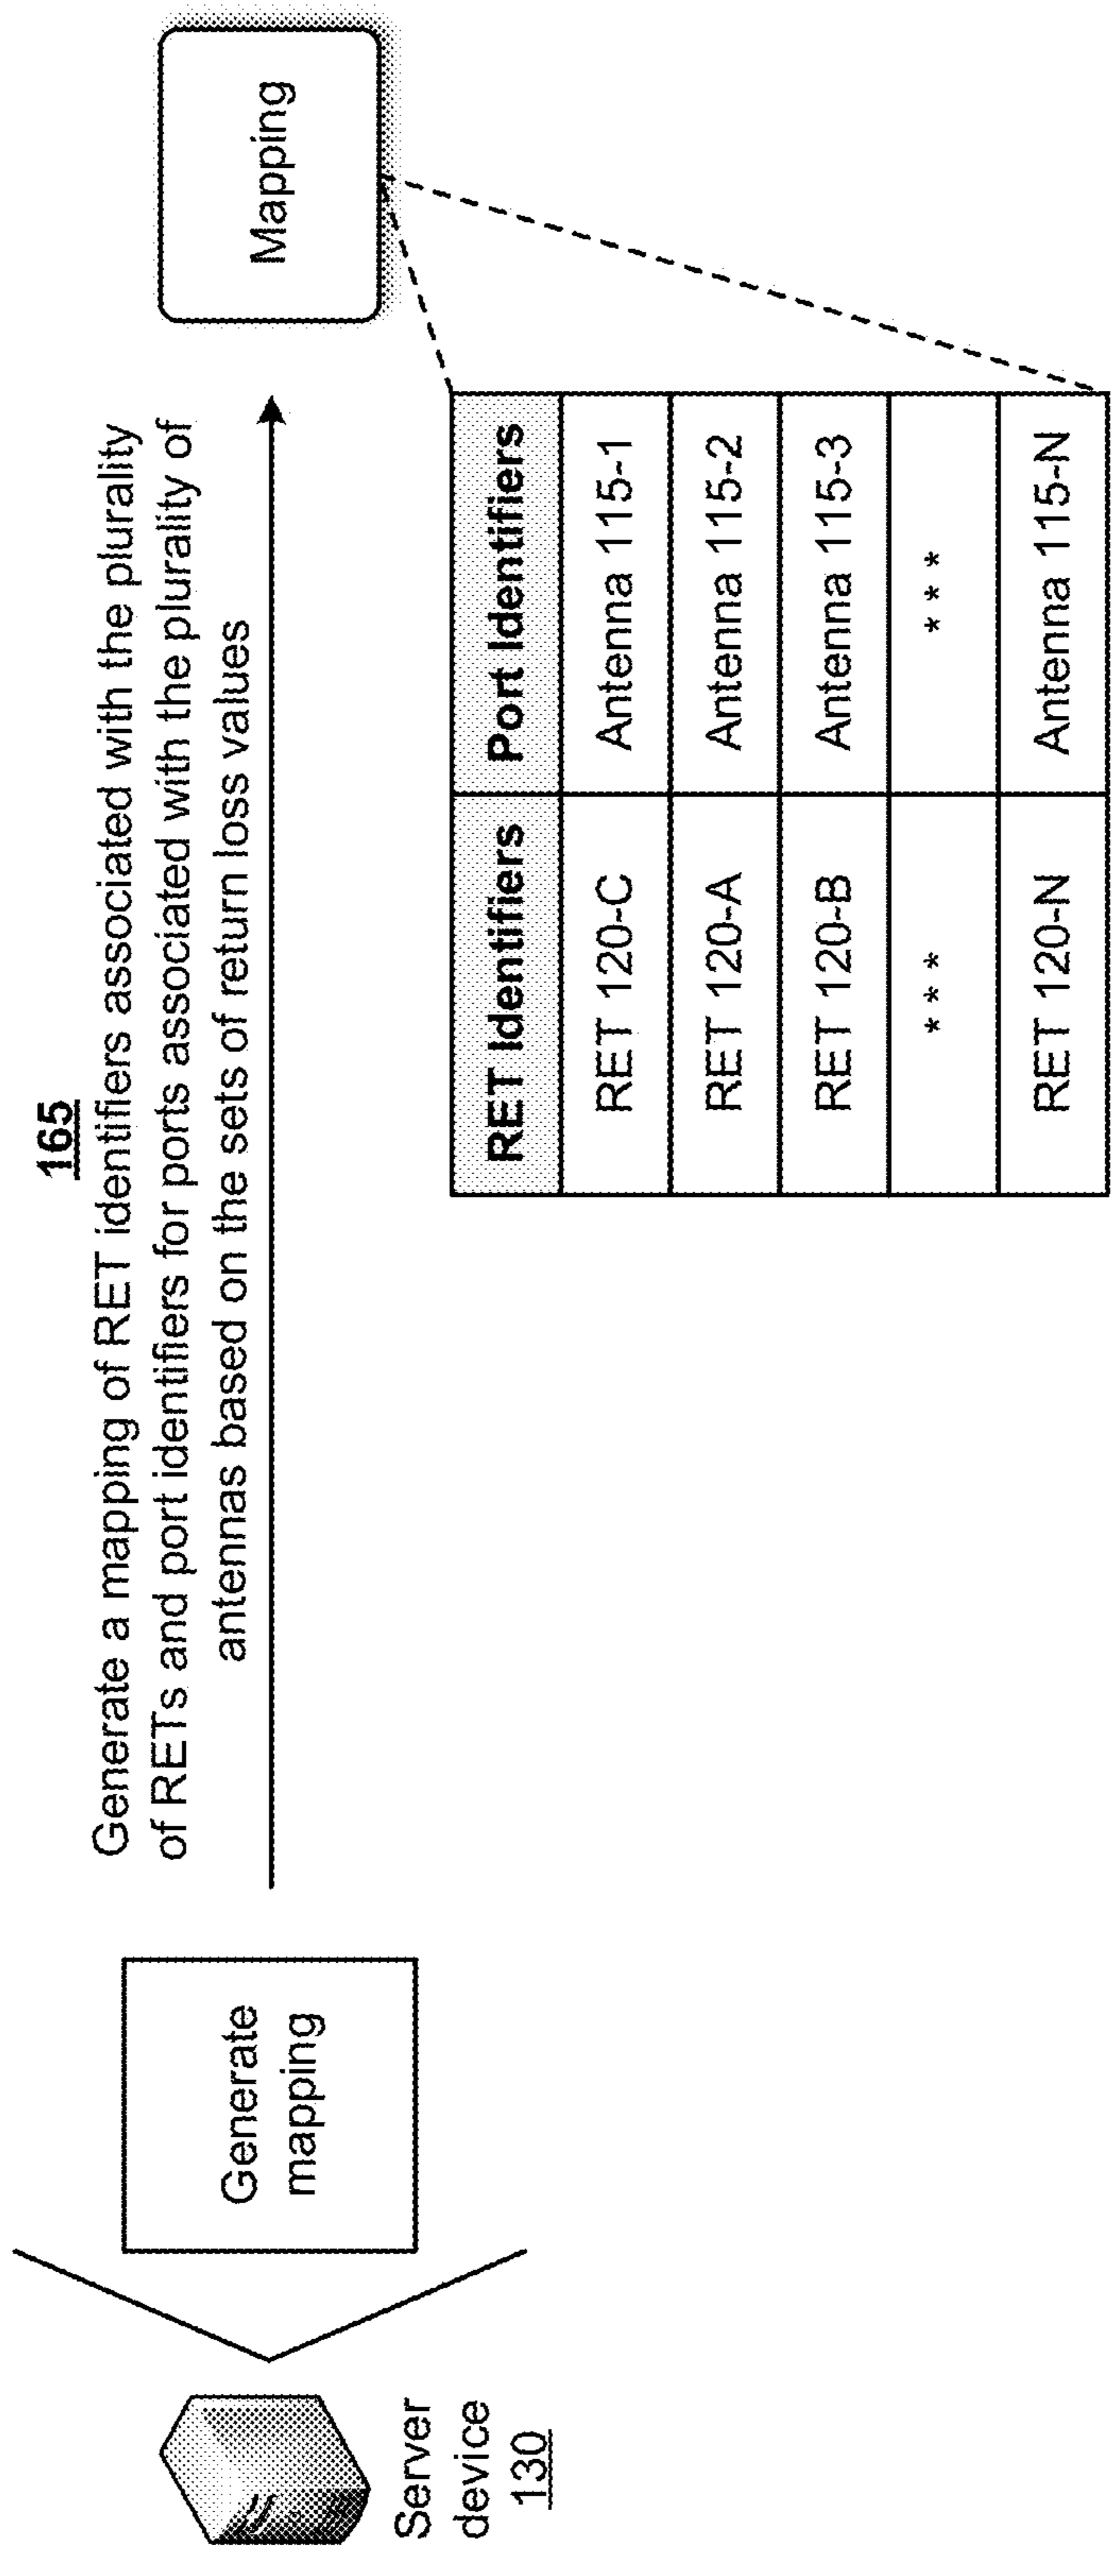 165
Generate a mapping of RET identifiers associated with the plurality
of RETs and port identifiers for ports associated with the plurality of
antennas based on the sets of return loss values
Generate
mapping
Mapping
Server
device
130
RET Identifiers Port Identifiers
RET 120-C Antenna 115-1
RET 120-A Antenna 115-2
RET 120-B Antenna 115-3
*** ***
RET 120-N Antenna 115-N